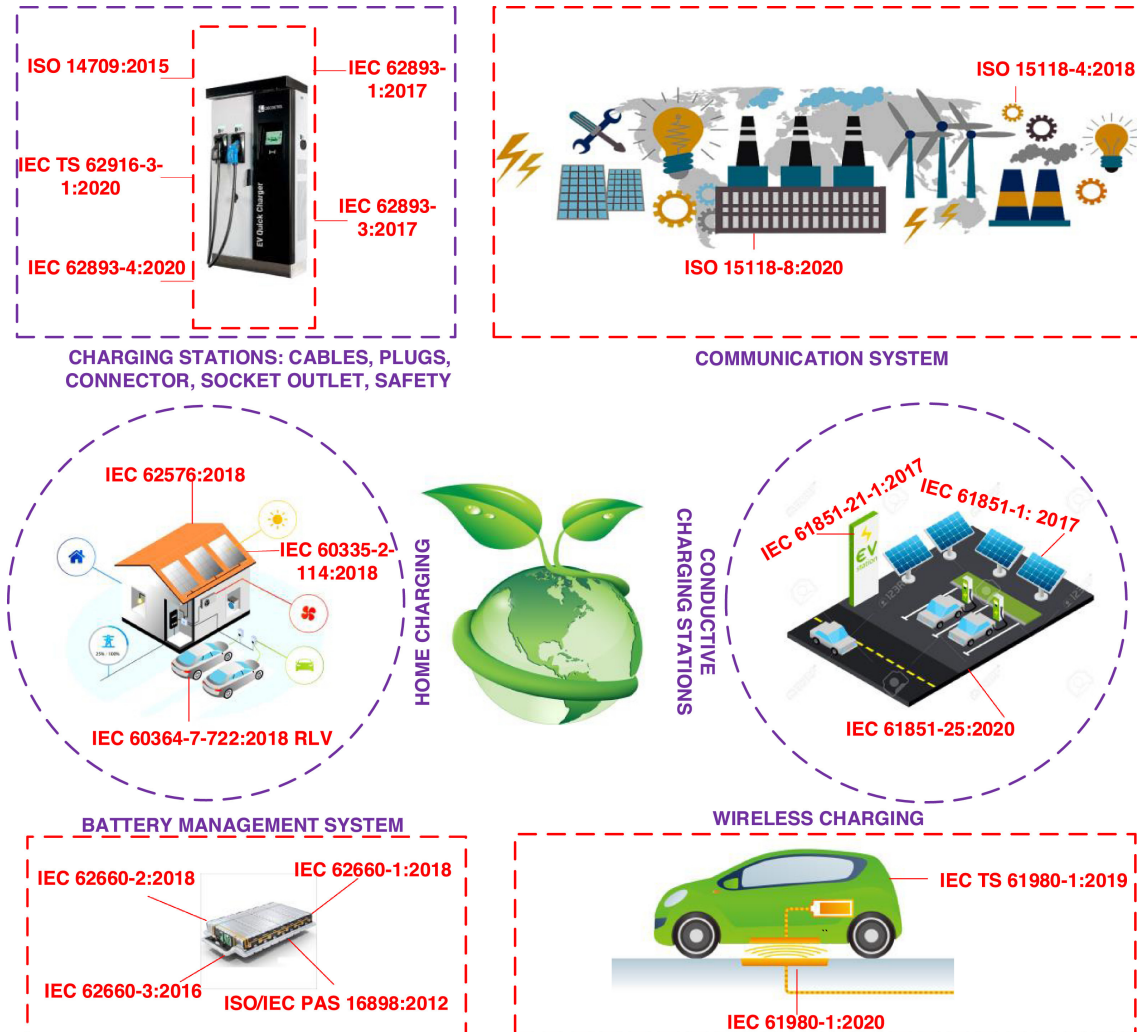 ISO 14709:2015
IEC 62893-
1:2017
IEC TS 62916-3-
1:2020
IEC 62893-
3:2017
IEC 62893-4:2020
EV Quick Charger
CHARGING STATIONS: CABLES, PLUGS,
CONNECTOR, SOCKET OUTLET, SAFETY
ISO 15118-4:2018
ISO 15118-8:2020
COMMUNICATION SYSTEM
IEC 62576:2018
IEC 60335-2-
114:2018
25% / 100%
IEC 60364-7-722:2018 RLV
HOME CHARGING
CONDUCTIVE
CHARGING STATIONS
IEC 61851-21-1:2017
IEC 61851-1: 2017
EV
station
IEC 61851-25:2020
BATTERY MANAGEMENT SYSTEM
IEC 62660-2:2018
IEC 62660-1:2018
IEC 62660-3:2016
ISO/IEC PAS 16898:2012
WIRELESS CHARGING
IEC TS 61980-1:2019
IEC 61980-1:2020